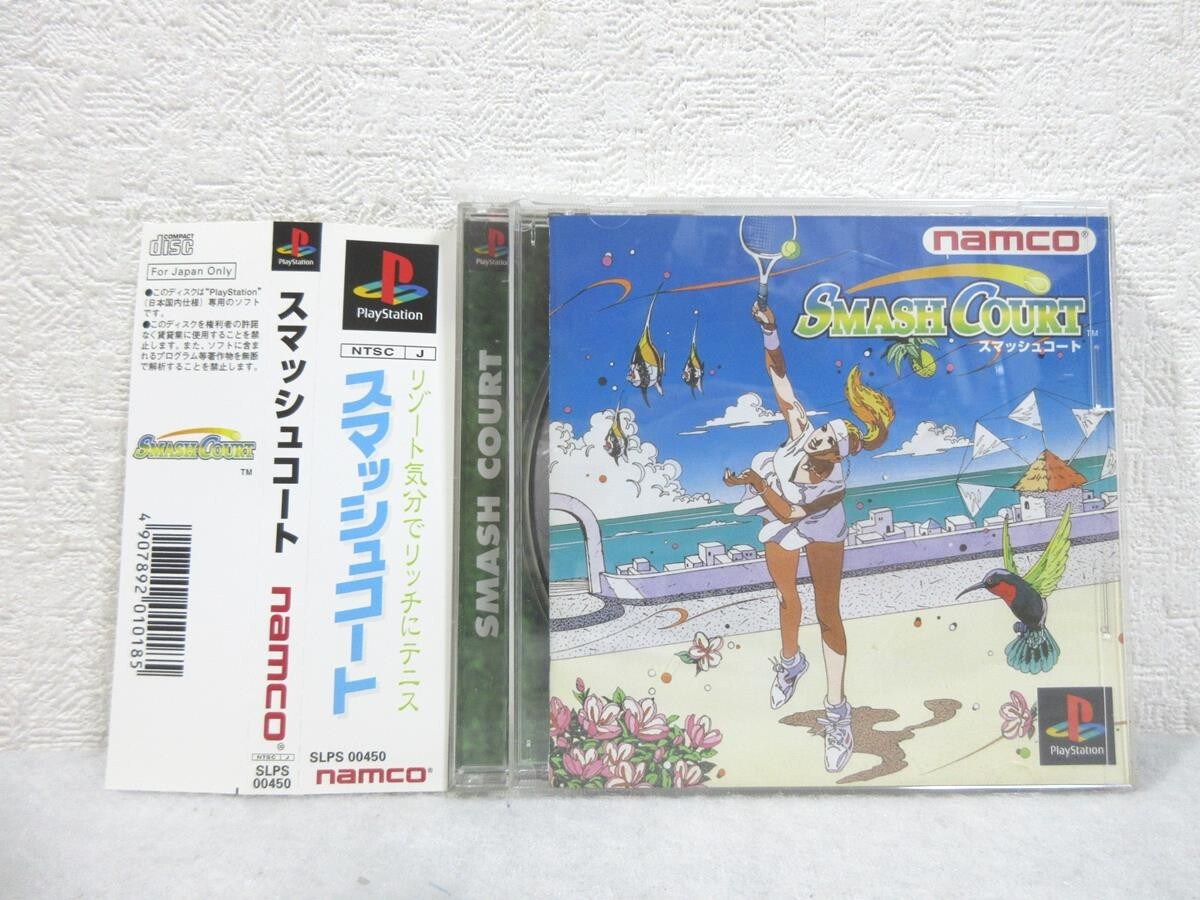 COMPACT
disc
For Japan Only
●このディスクは"PlayStation"
(日本国内仕様)専用のソフト
です。
●このディスクを権利者の許諾
なく賃貸業に使用することを禁
止します。また、ソフトに含ま
れるプログラム等著作物を無断
で解析することを禁止します。
SMASH COURT
TM
4 907892 010185
PlayStation
スマッシュコート
namco®
NTSC J
SLPS
00450
PlayStation
NTSC J
リゾート気分でリッチにテニス
スマッシュコート
SLPS 00450
namco®
PlayStation
SMASH COURT
namco®
SMASH COURT
TM
スマッシュコート
PlayStation